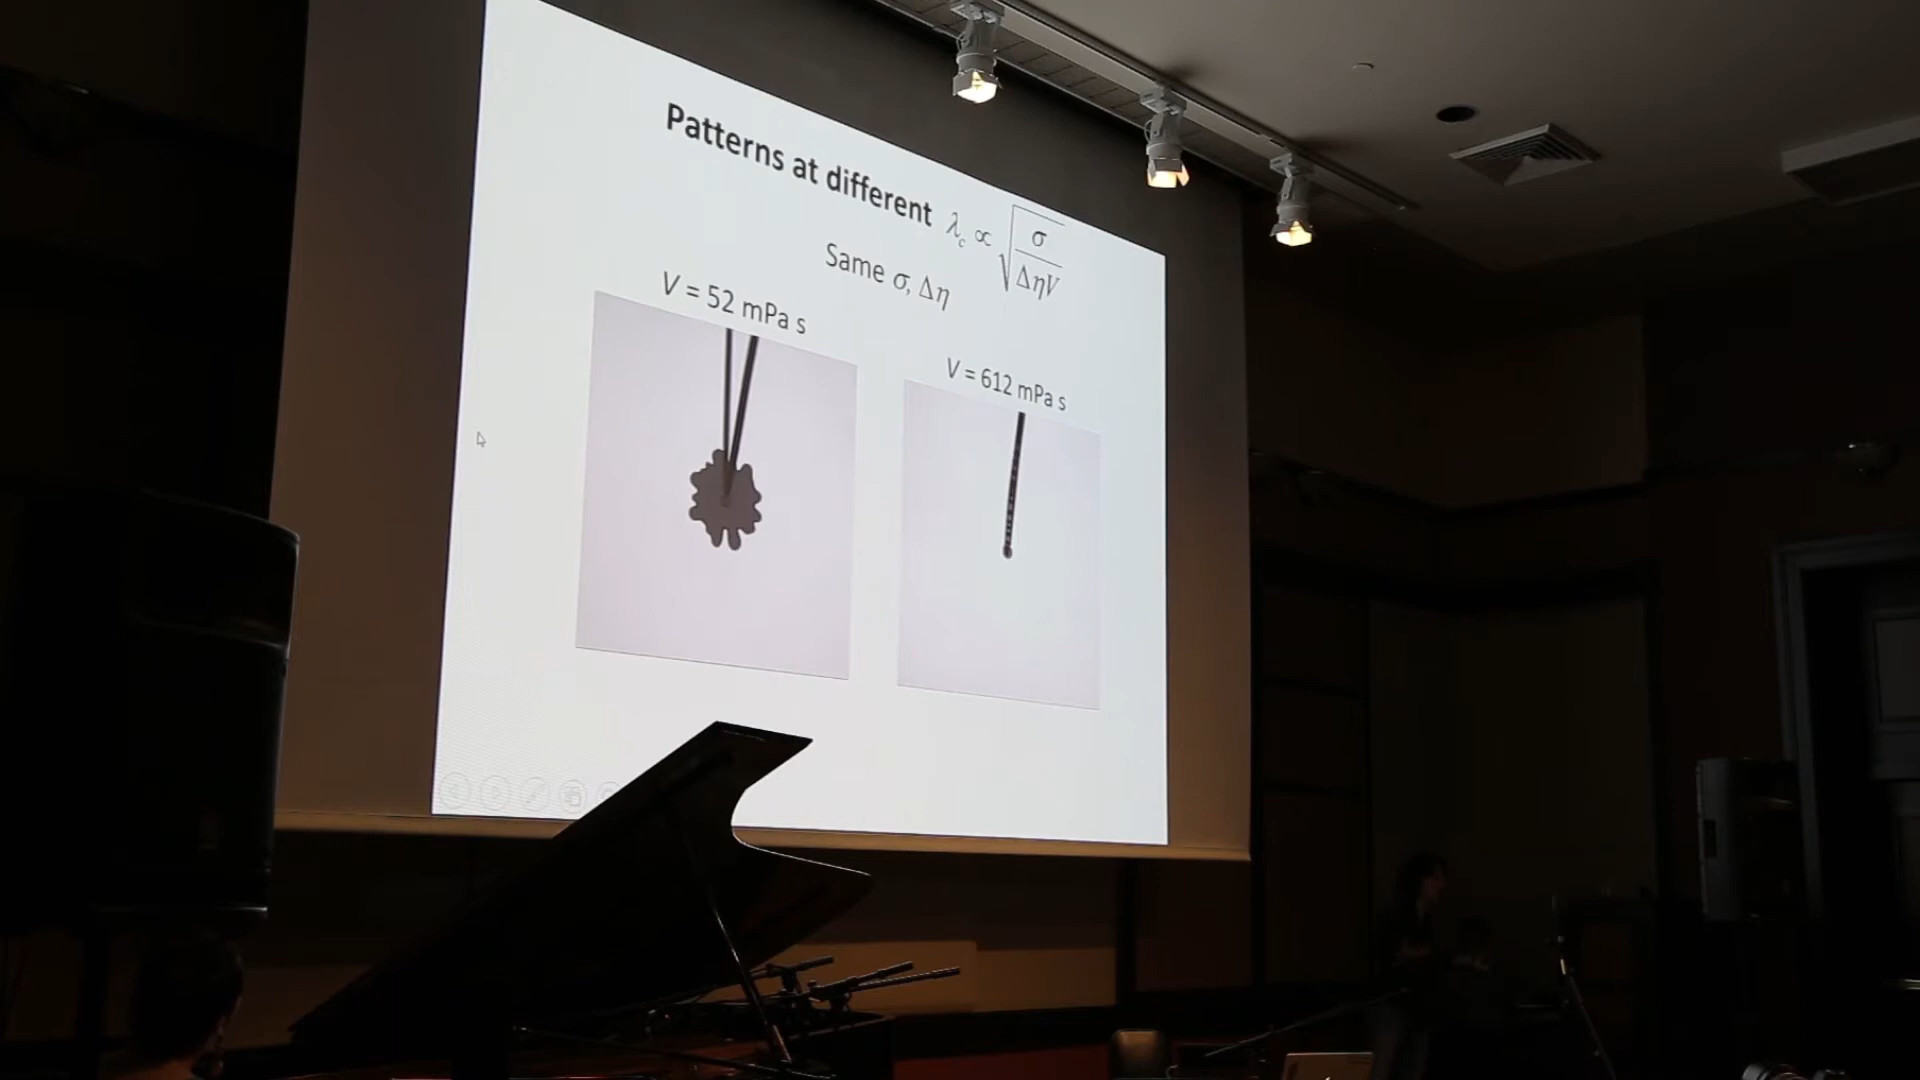 Patterns at different λc ∝ √(σ/ΔηV)
Same σ, Δη
V = 52 mPa s
V = 612 mPa s